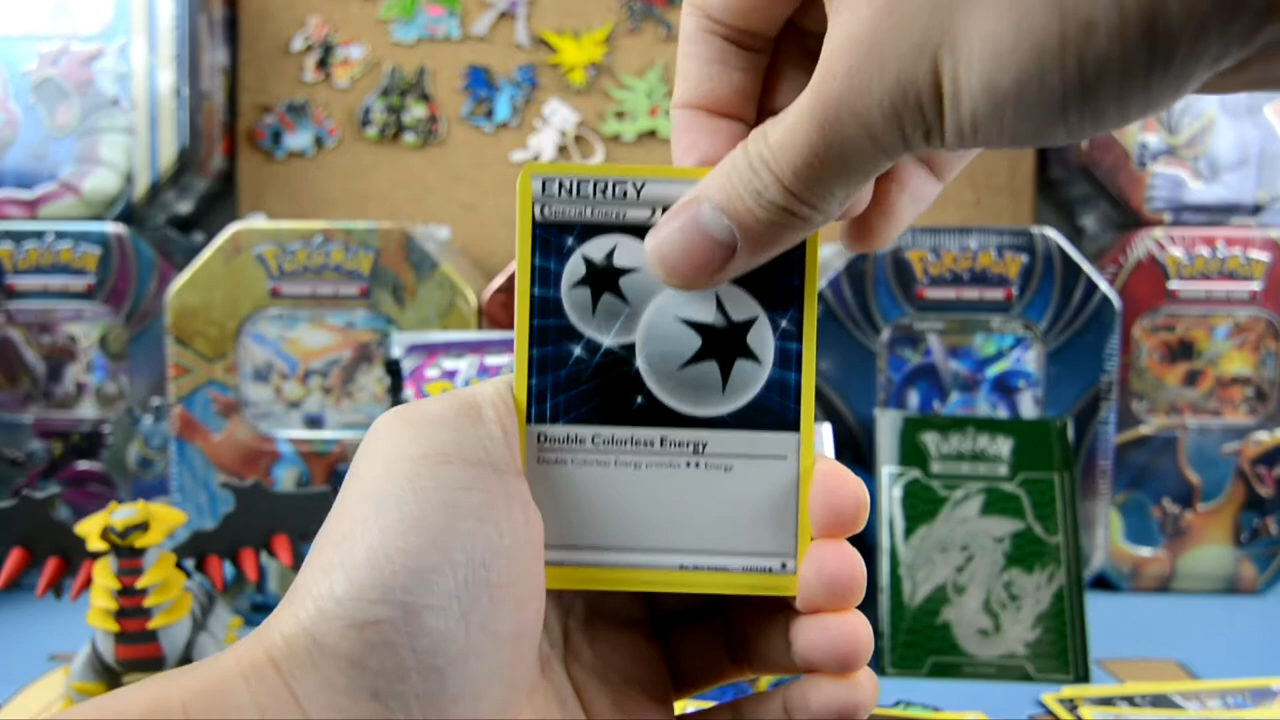 ENERGY
Special Energy
Double Colorless Energy
Double Colorless Energy provides Energy
POKéMON
POKéMON
POKéMON
POKéMON
POKéMON